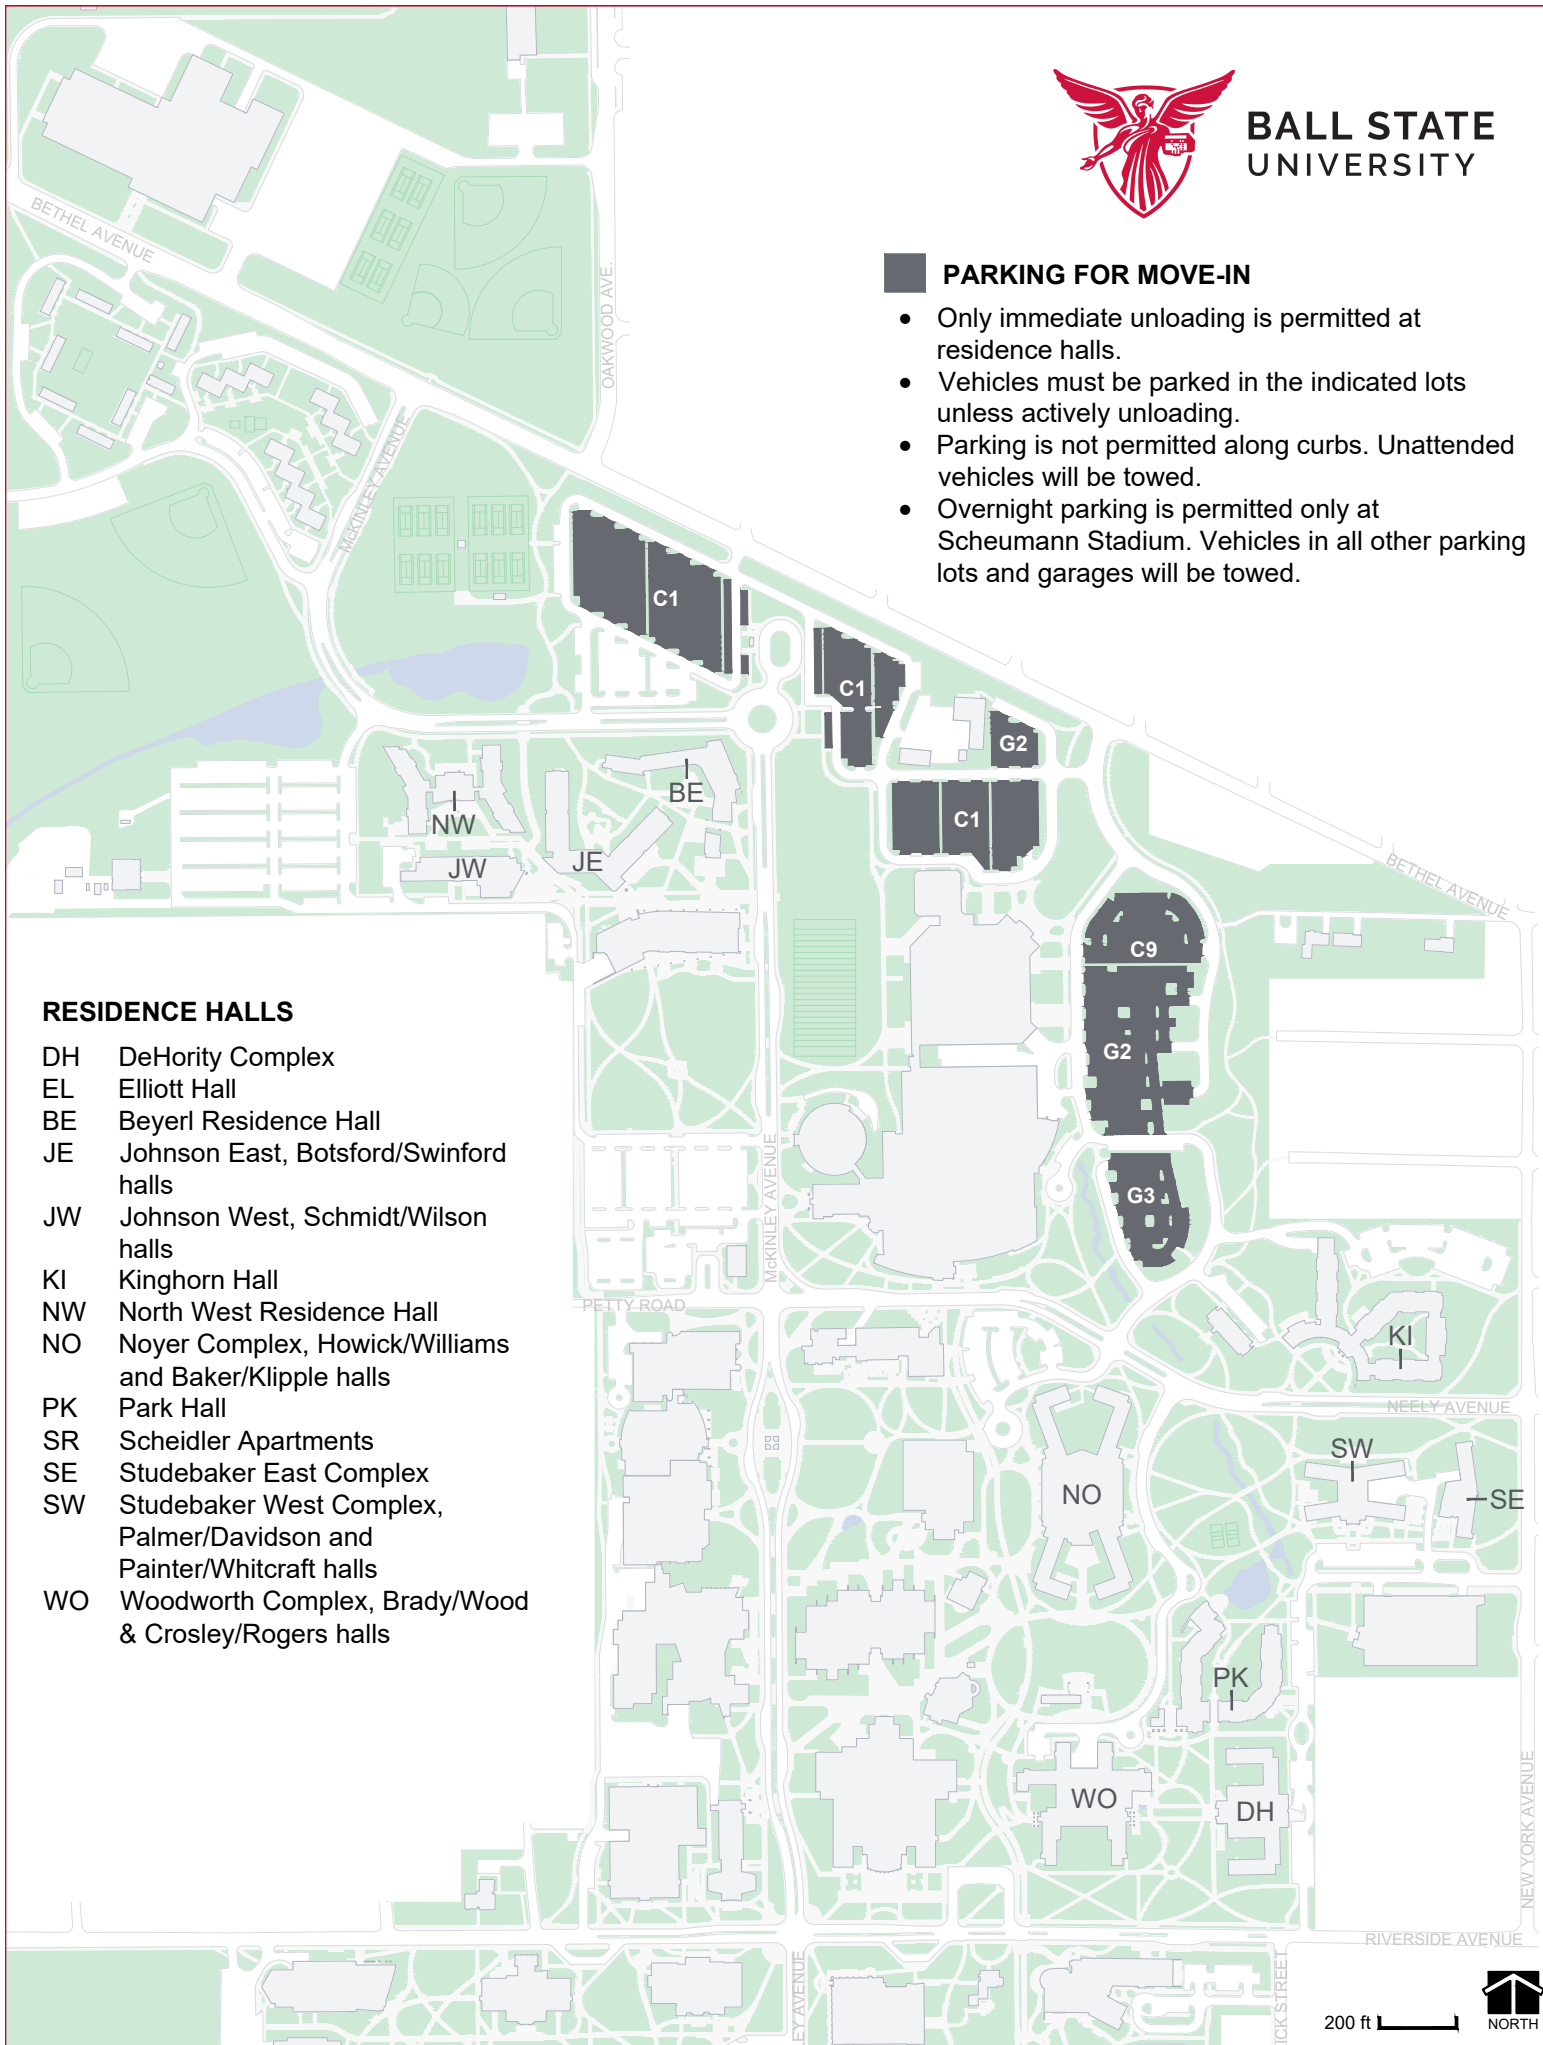 BALL STATE
UNIVERSITY
PARKING FOR MOVE-IN
• Only immediate unloading is permitted at
residence halls.
• Vehicles must be parked in the indicated lots
unless actively unloading.
• Parking is not permitted along curbs. Unattended
vehicles will be towed.
• Overnight parking is permitted only at
Scheumann Stadium. Vehicles in all other parking
lots and garages will be towed.
BETHEL AVENUE
OAKWOOD AVE.
McKINLEY AVENUE
C1
C1
G2
C1
BE
NW
JW
JE
BETHEL AVENUE
C9
G2
G3
RESIDENCE HALLS
DH DeHority Complex
EL Elliott Hall
BE Beyerl Residence Hall
JE Johnson East, Botsford/Swinford
halls
JW Johnson West, Schmidt/Wilson
halls
KI Kinghorn Hall
NW North West Residence Hall
NO Noyer Complex, Howick/Williams
and Baker/Klipple halls
PK Park Hall
SR Scheidler Apartments
SE Studebaker East Complex
SW Studebaker West Complex,
Palmer/Davidson and
Painter/Whitcraft halls
WO Woodworth Complex, Brady/Wood
& Crosley/Rogers halls
McKINLEY AVENUE
PETTY ROAD
KI
NEELY AVENUE
SW
SE
NO
PK
WO
DH
NEW YORK AVENUE
RIVERSIDE AVENUE
LEY AVENUE
ICK STREET
200 ft
NORTH